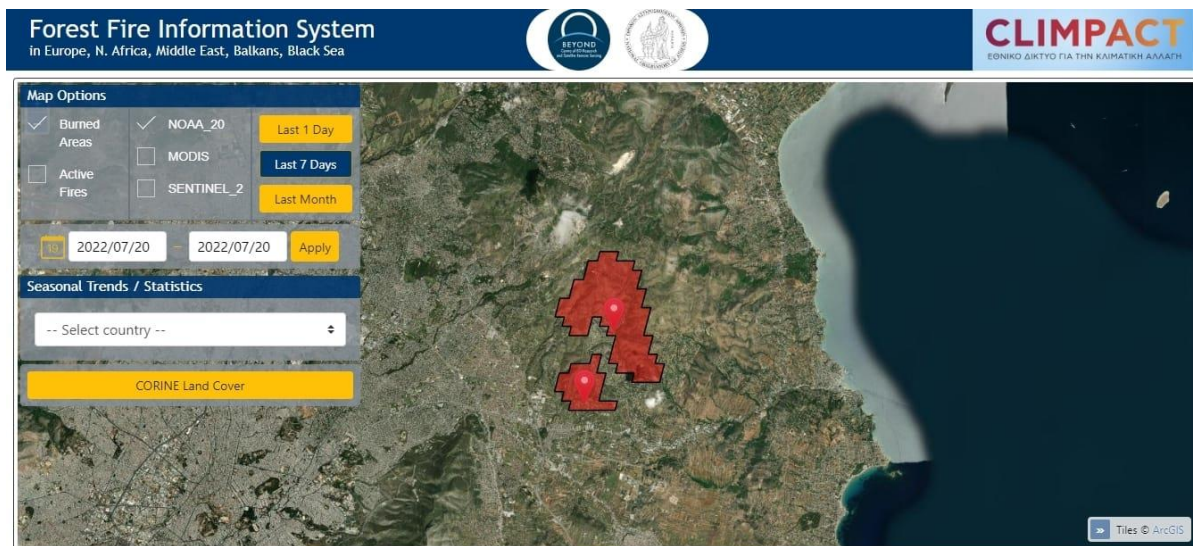 Forest Fire Information System
in Europe, N. Africa, Middle East, Balkans, Black Sea
BEYOND
CLIMPACT
ΕΘΝΙΚΟ ΔΙΚΤΥΟ ΓΙΑ ΤΗΝ ΚΛΙΜΑΤΙΚΗ ΑΛΛΑΓΗ
Map Options
Burned
Areas
Active
Fires
NOAA_20
MODIS
SENTINEL_2
Last 1 Day
Last 7 Days
Last Month
2022/07/20 – 2022/07/20 Apply
Seasonal Trends / Statistics
-- Select country --
CORINE Land Cover
» Tiles © ArcGIS